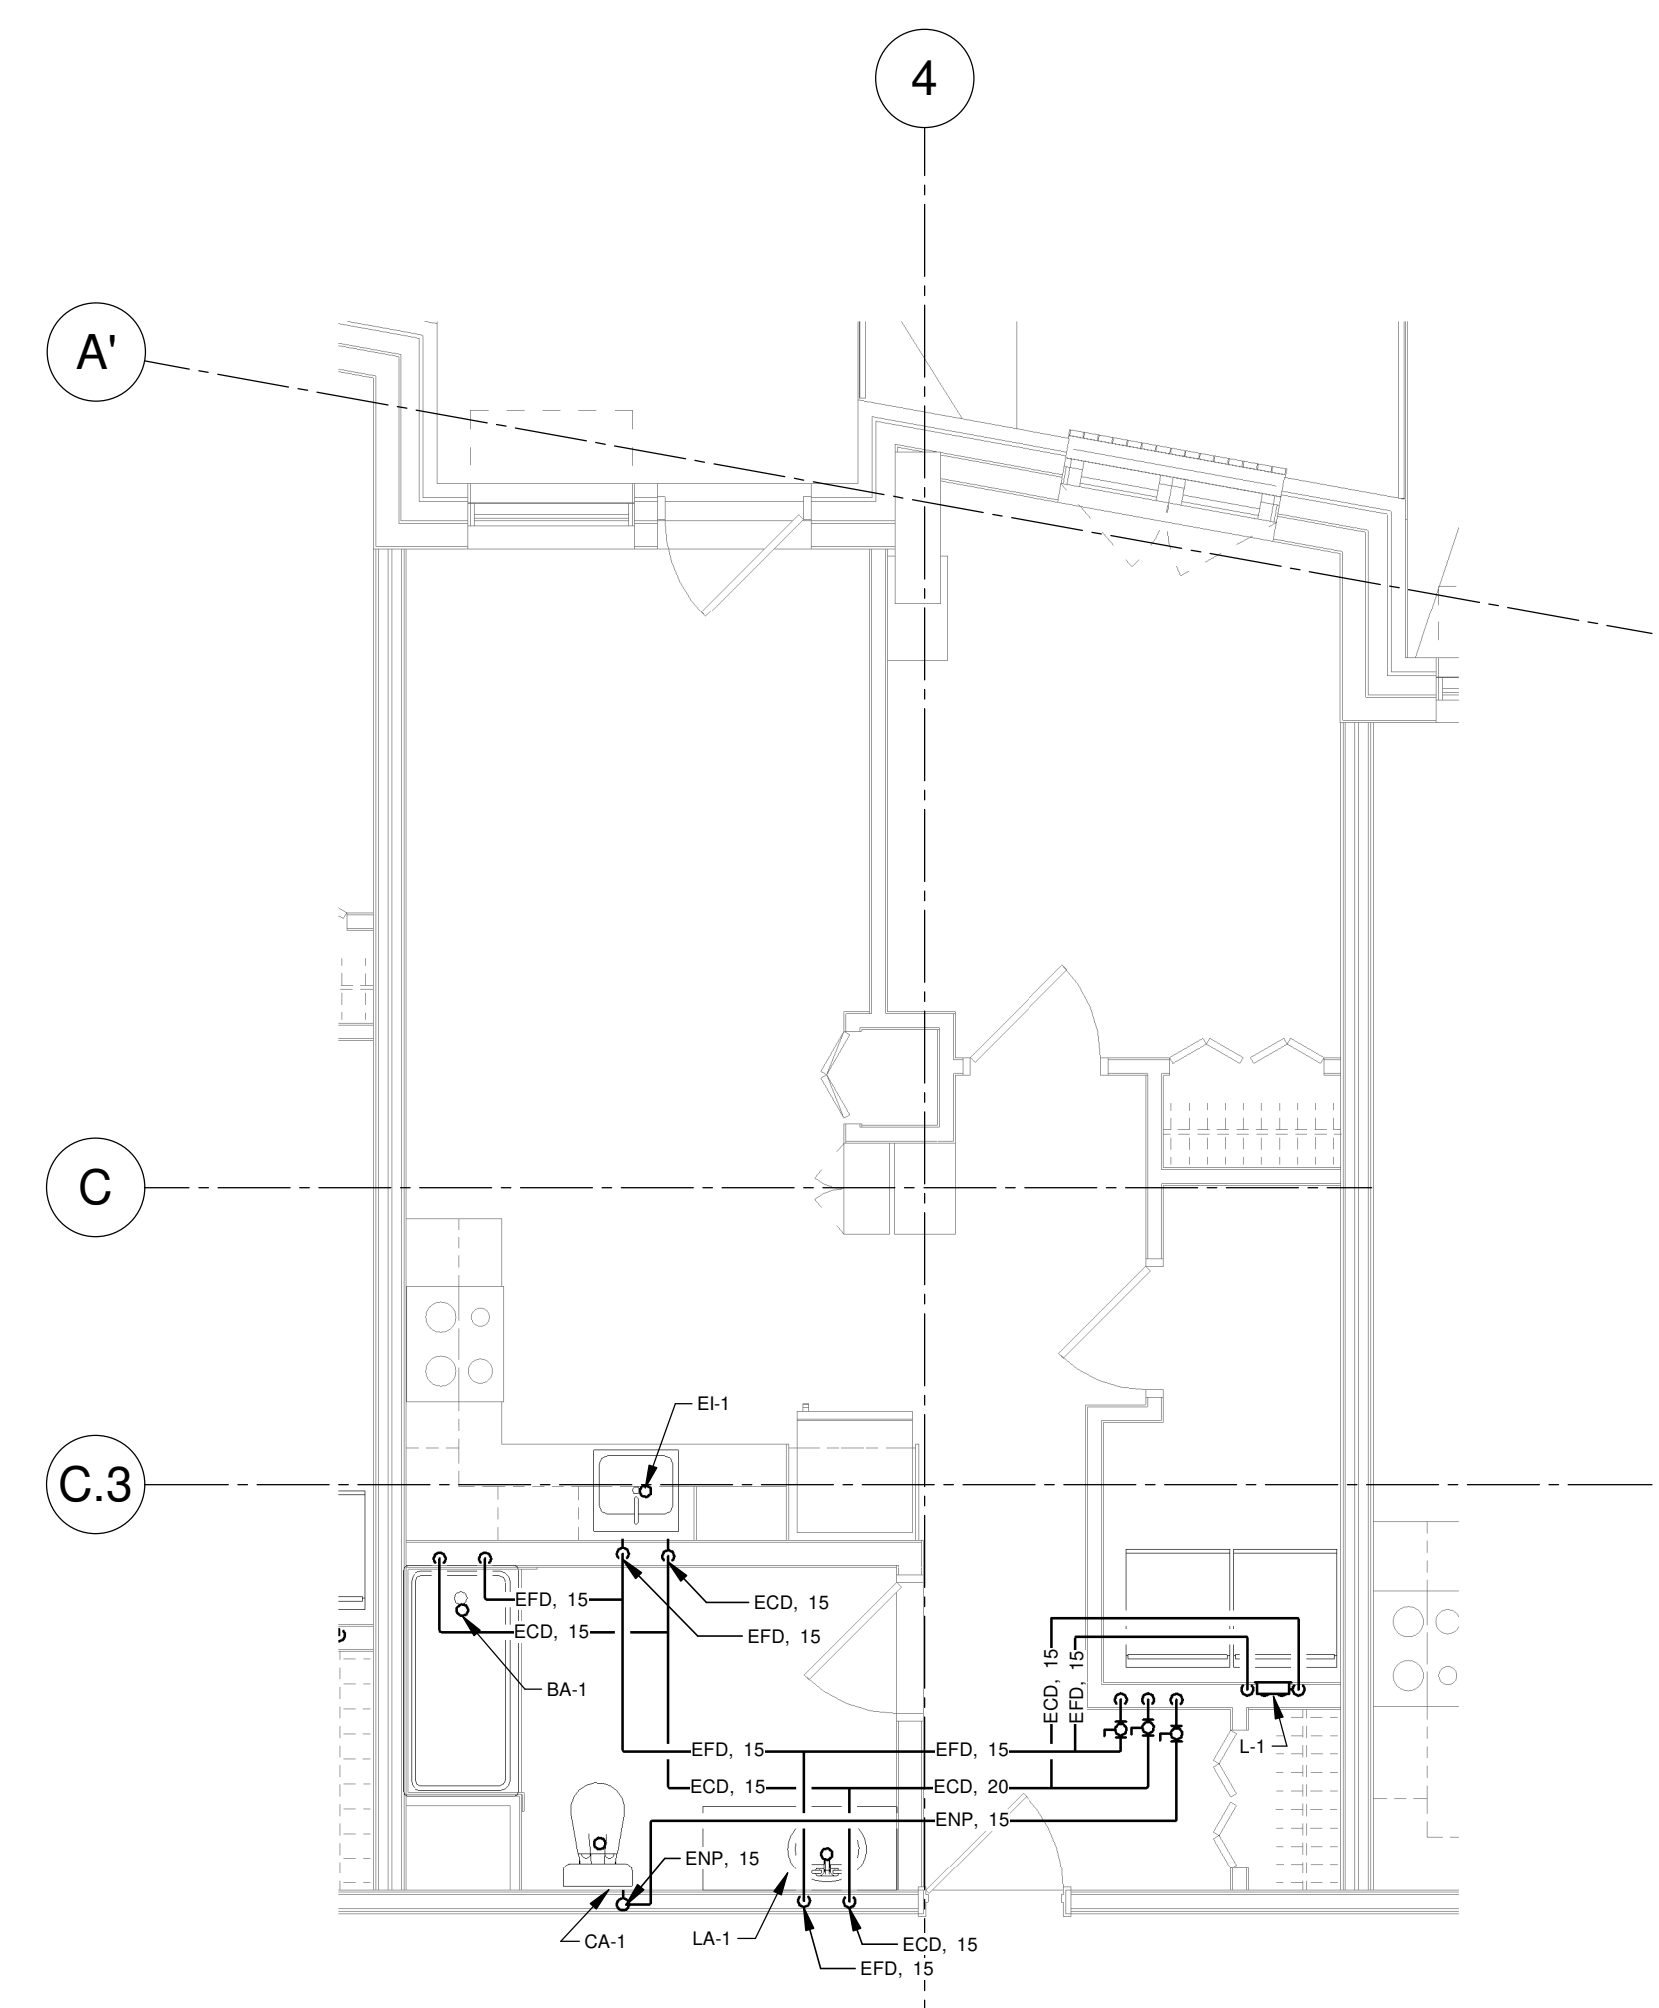 4
A'
C
EI-1
C.3
EFD, 15
ECD, 15
ECD, 15
EFD, 15
BA-1
ECD, 15
EFD, 15
L-1
EFD, 15
EFD, 15
ECD, 15
ECD, 20
ENP, 15
ENP, 15
CA-1
LA-1
ECD, 15
EFD, 15